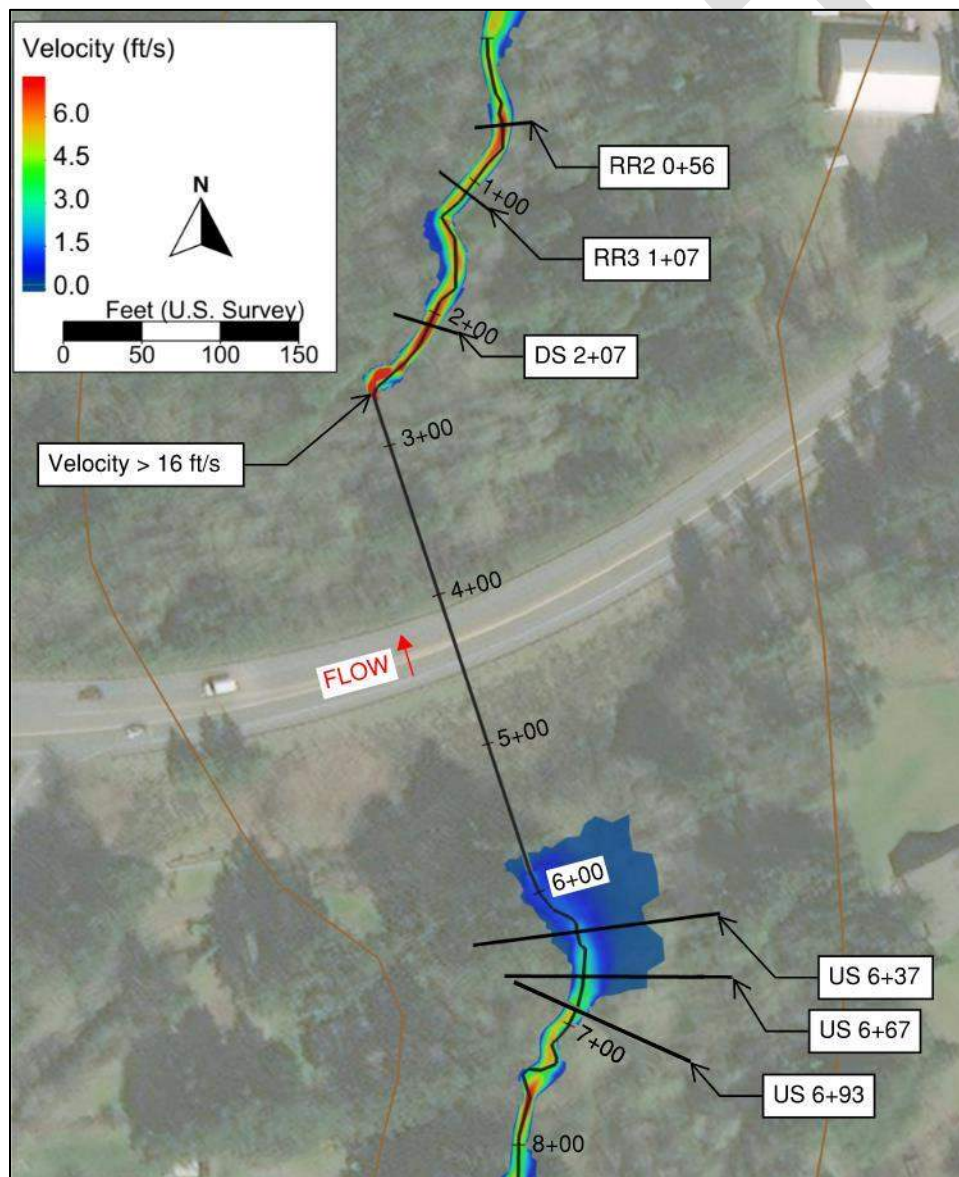 Velocity (ft/s)
6.0
4.5
3.0
1.5
0.0
N
Feet (U.S. Survey)
0 50 100 150
RR2 0+56
1+00
RR3 1+07
2+00
DS 2+07
3+00
Velocity > 16 ft/s
4+00
FLOW
5+00
6+00
US 6+37
US 6+67
7+00
US 6+93
8+00